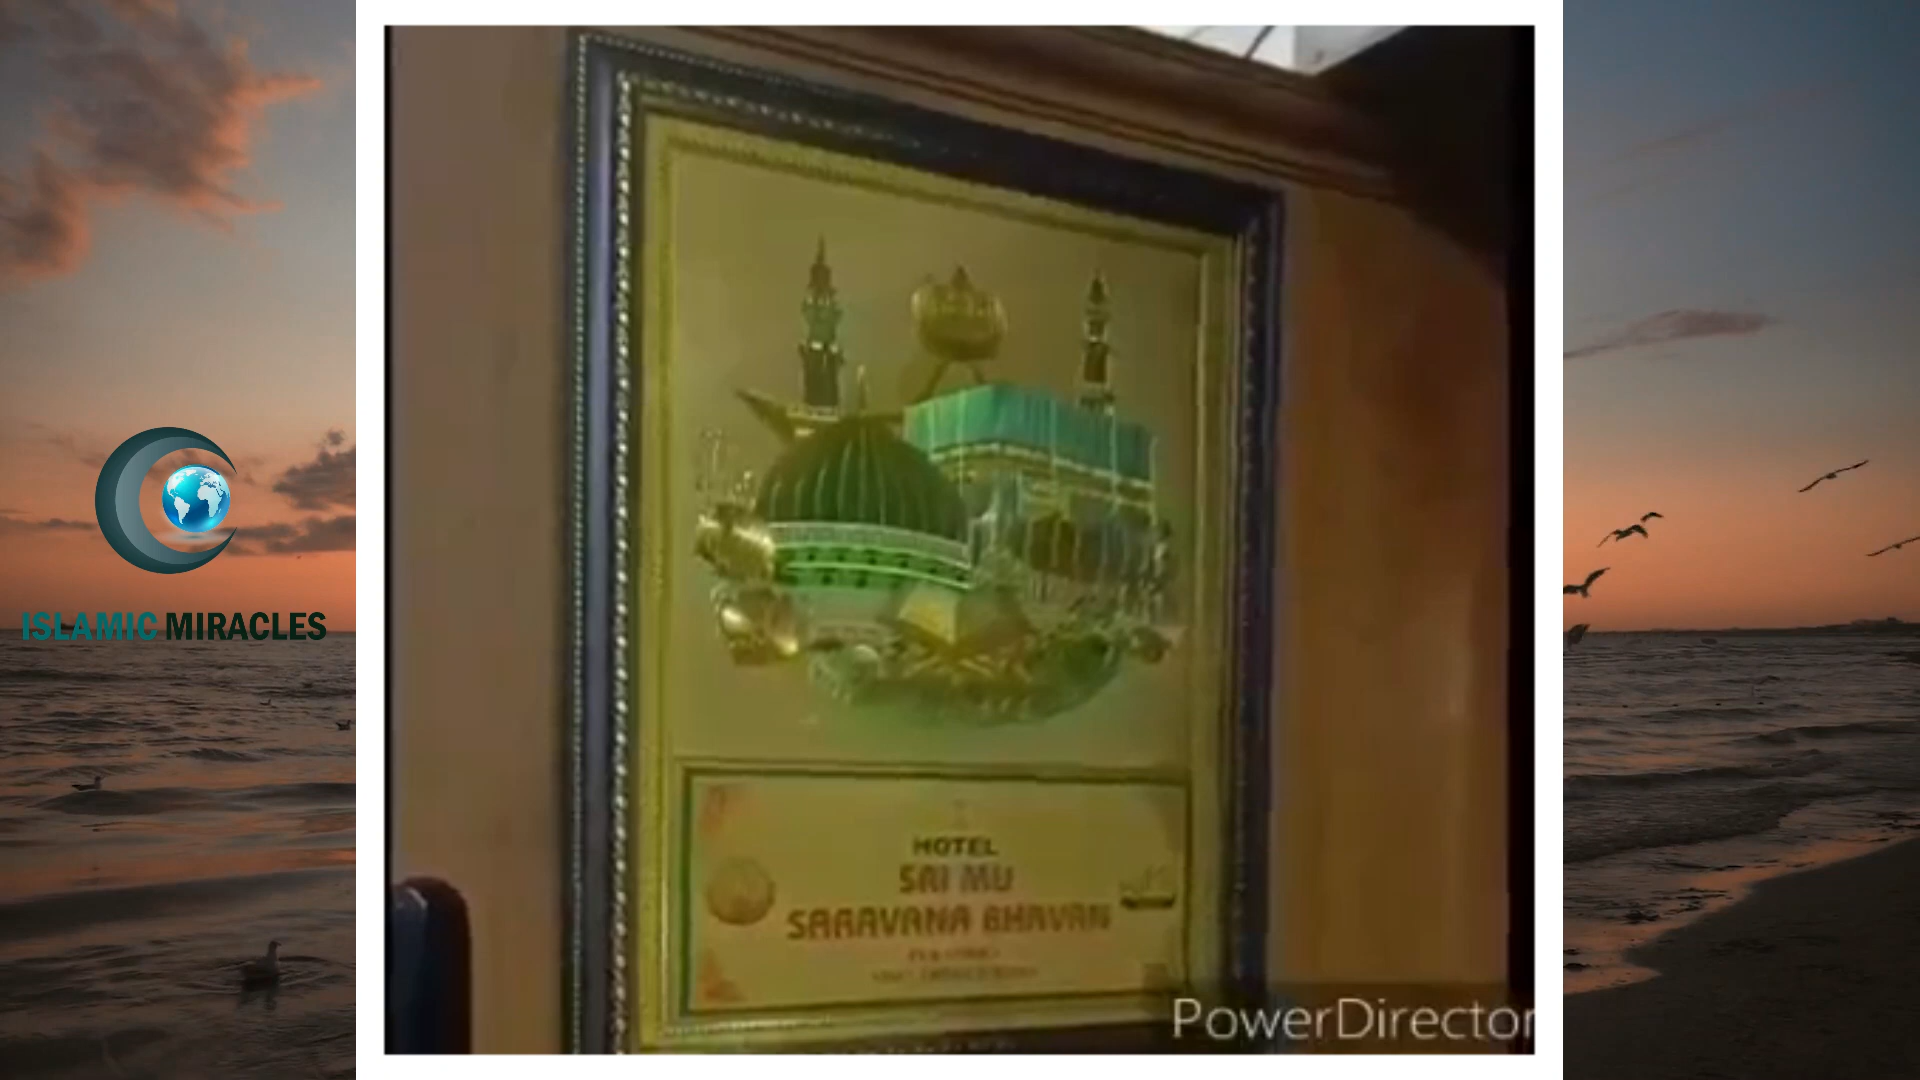 ISLAMIC MIRACLES
HOTEL
SRI MU
SARAVANA BHAVAN
PowerDirector